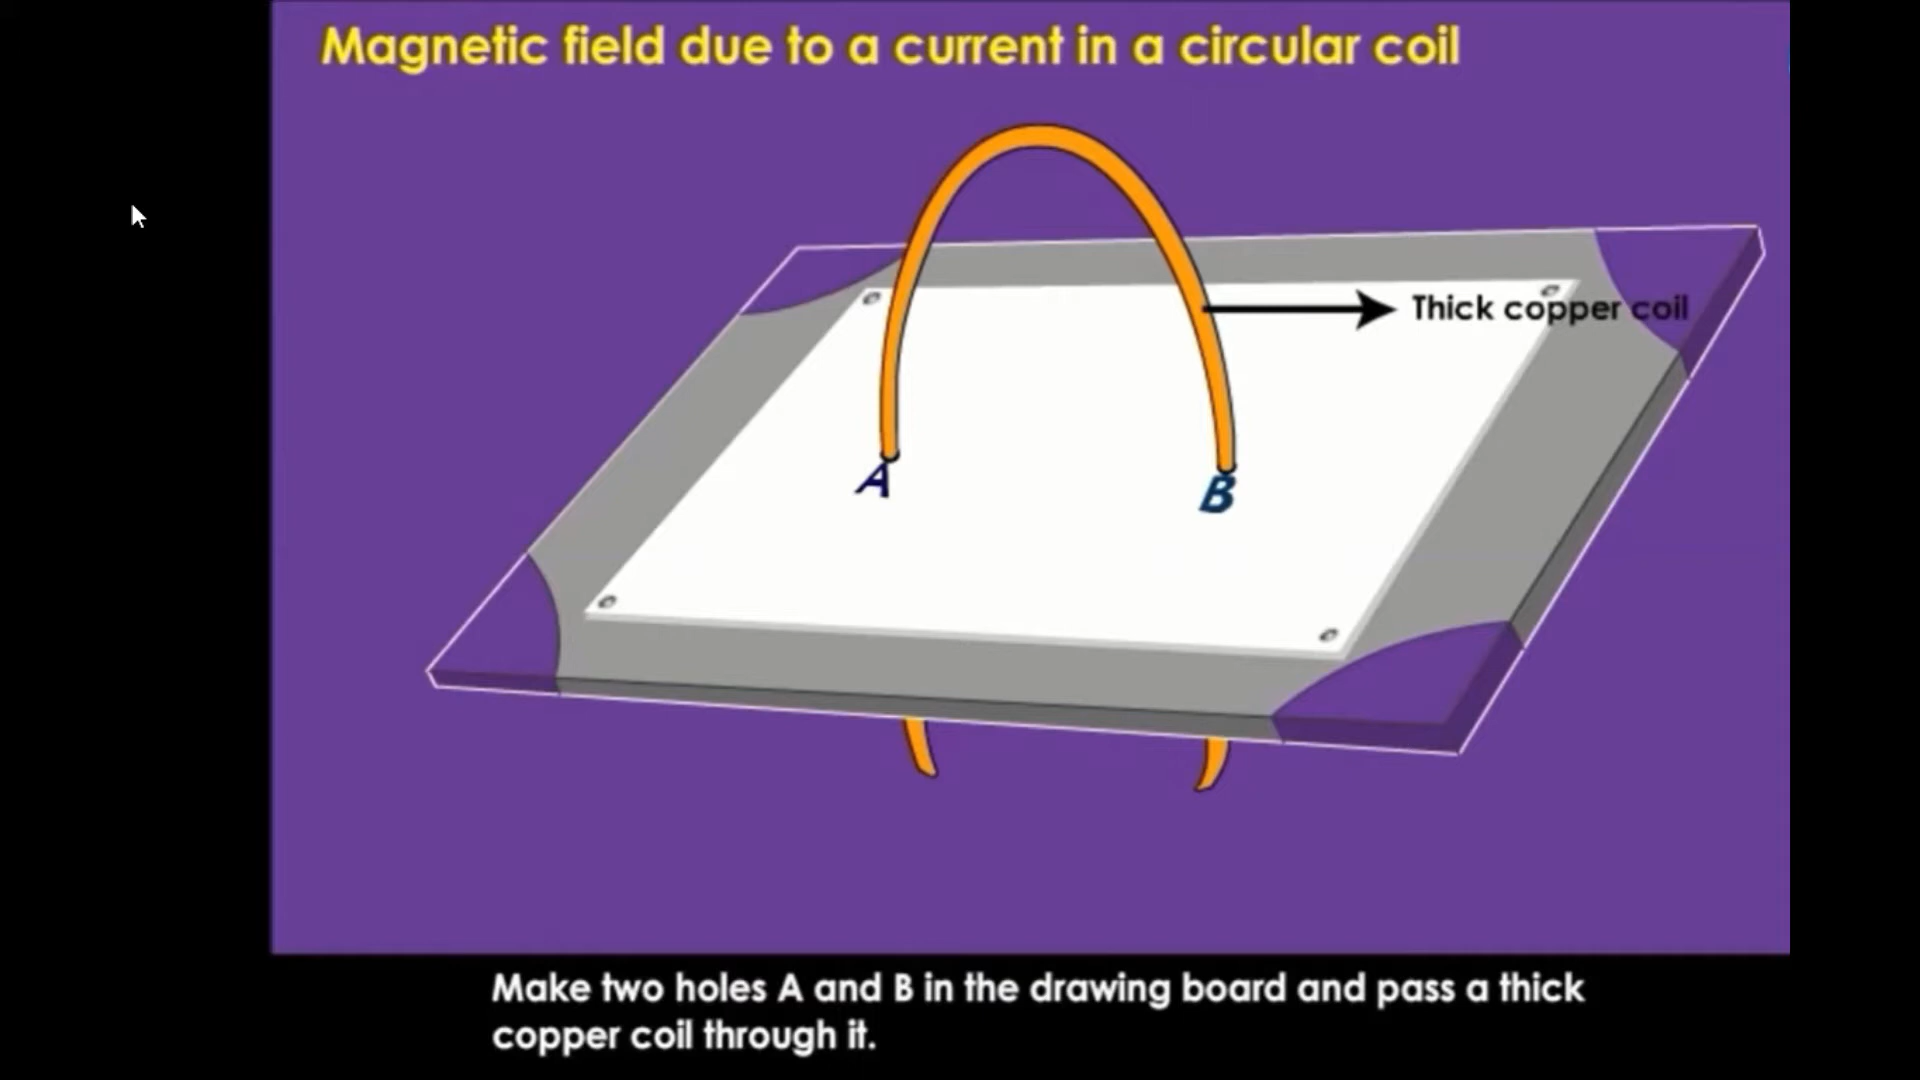 Magnetic field due to a current in a circular coil
Thick copper coil
A
B
Make two holes A and B in the drawing board and pass a thick
copper coil through it.